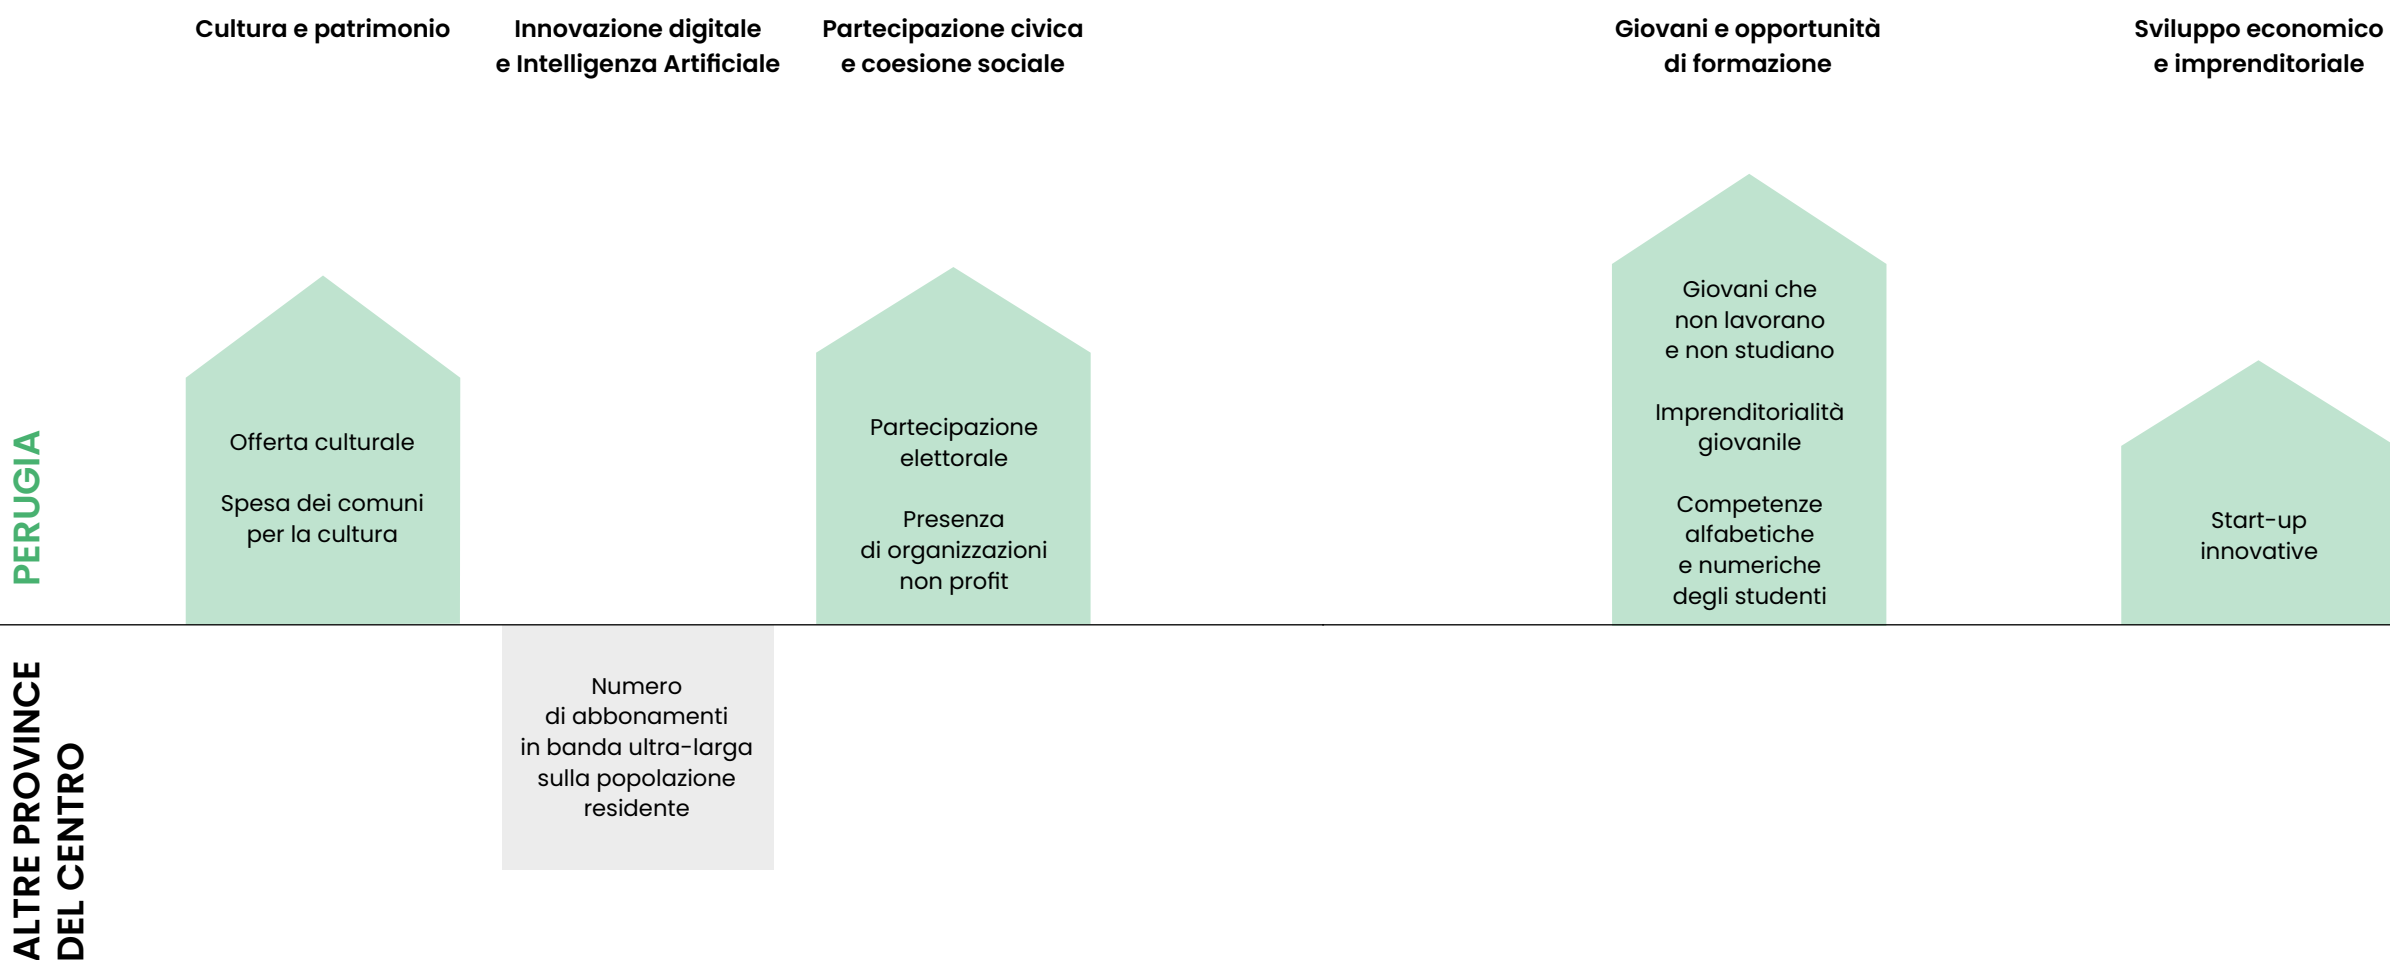 Cultura e patrimonio
Innovazione digitale
e Intelligenza Artificiale
Partecipazione civica
e coesione sociale
Giovani e opportunità
di formazione
Sviluppo economico
e imprenditoriale
PERUGIA
Offerta culturale
Spesa dei comuni
per la cultura
Partecipazione
elettorale
Presenza
di organizzazioni
non profit
Giovani che
non lavorano
e non studiano
Imprenditorialità
giovanile
Competenze
alfabetiche
e numeriche
degli studenti
Start-up
innovative
ALTRE PROVINCE
DEL CENTRO
Numero
di abbonamenti
in banda ultra-larga
sulla popolazione
residente